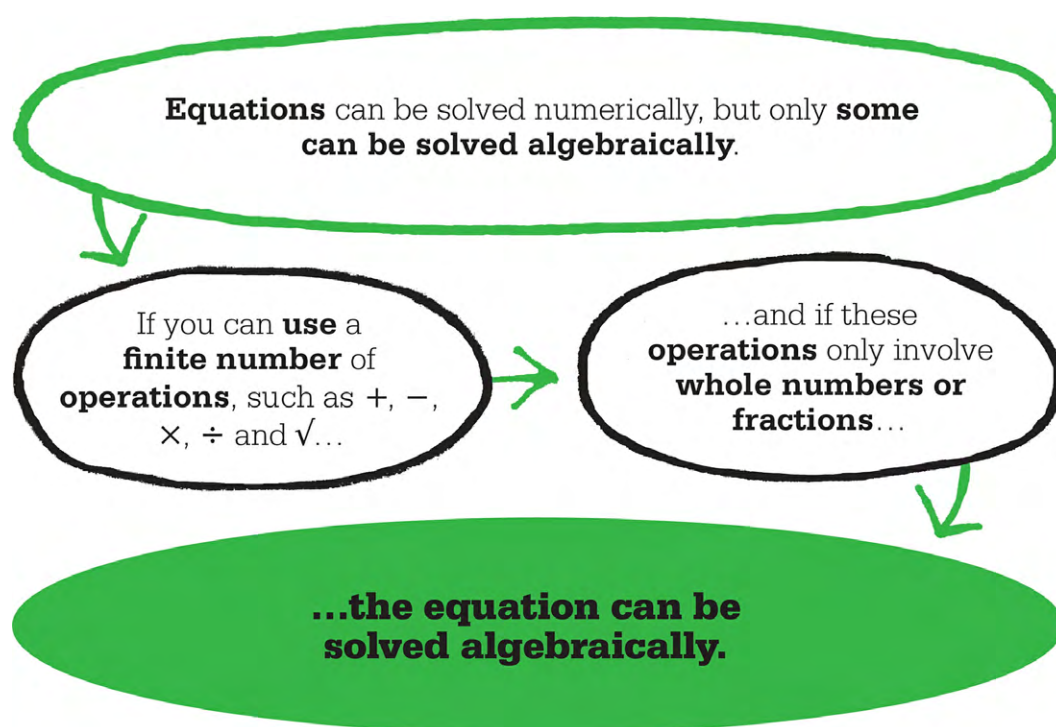 Equations can be solved numerically, but only some
can be solved algebraically.
If you can use a
finite number of
operations, such as +, −,
×, ÷ and √…
…and if these
operations only involve
whole numbers or
fractions…
…the equation can be
solved algebraically.